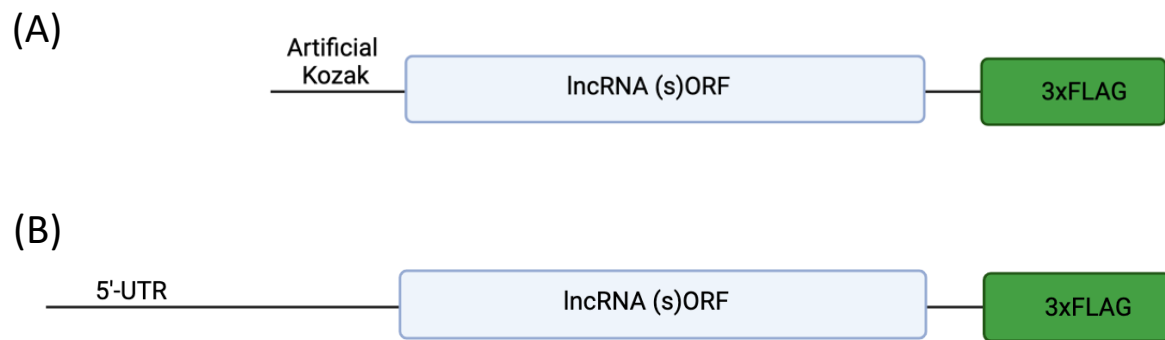 (A)
Artificial
Kozak
lncRNA (s)ORF
3xFLAG
(B)
5'-UTR
lncRNA (s)ORF
3xFLAG